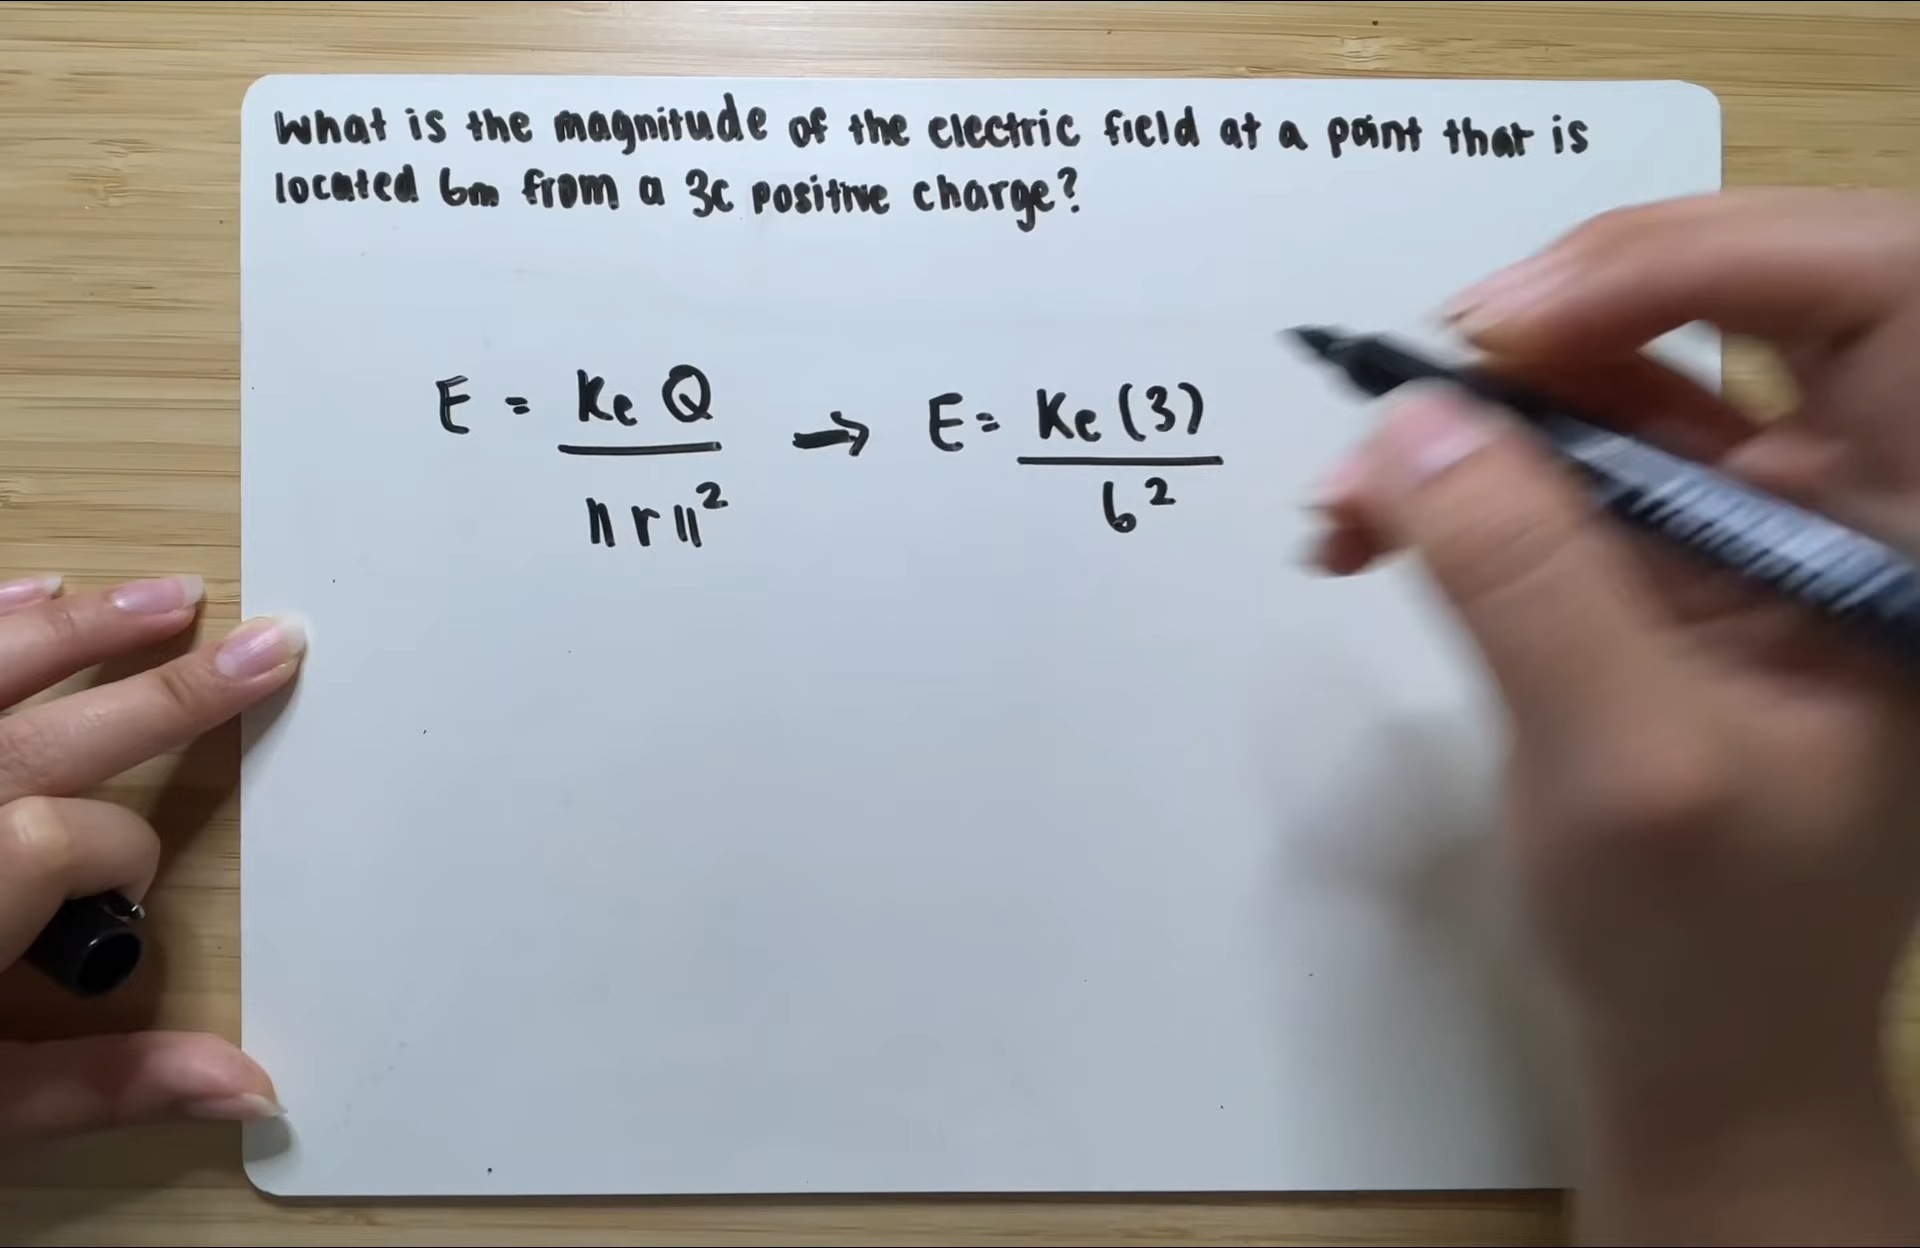 What is the magnitude of the electric field at a point that is
located 6m from a 3c positive charge?
E = Ke Q / ||r||² → E = Ke (3) / 6²